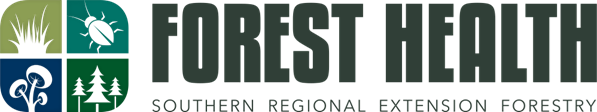 FOREST HEALTH
SOUTHERN REGIONAL EXTENSION FORESTRY